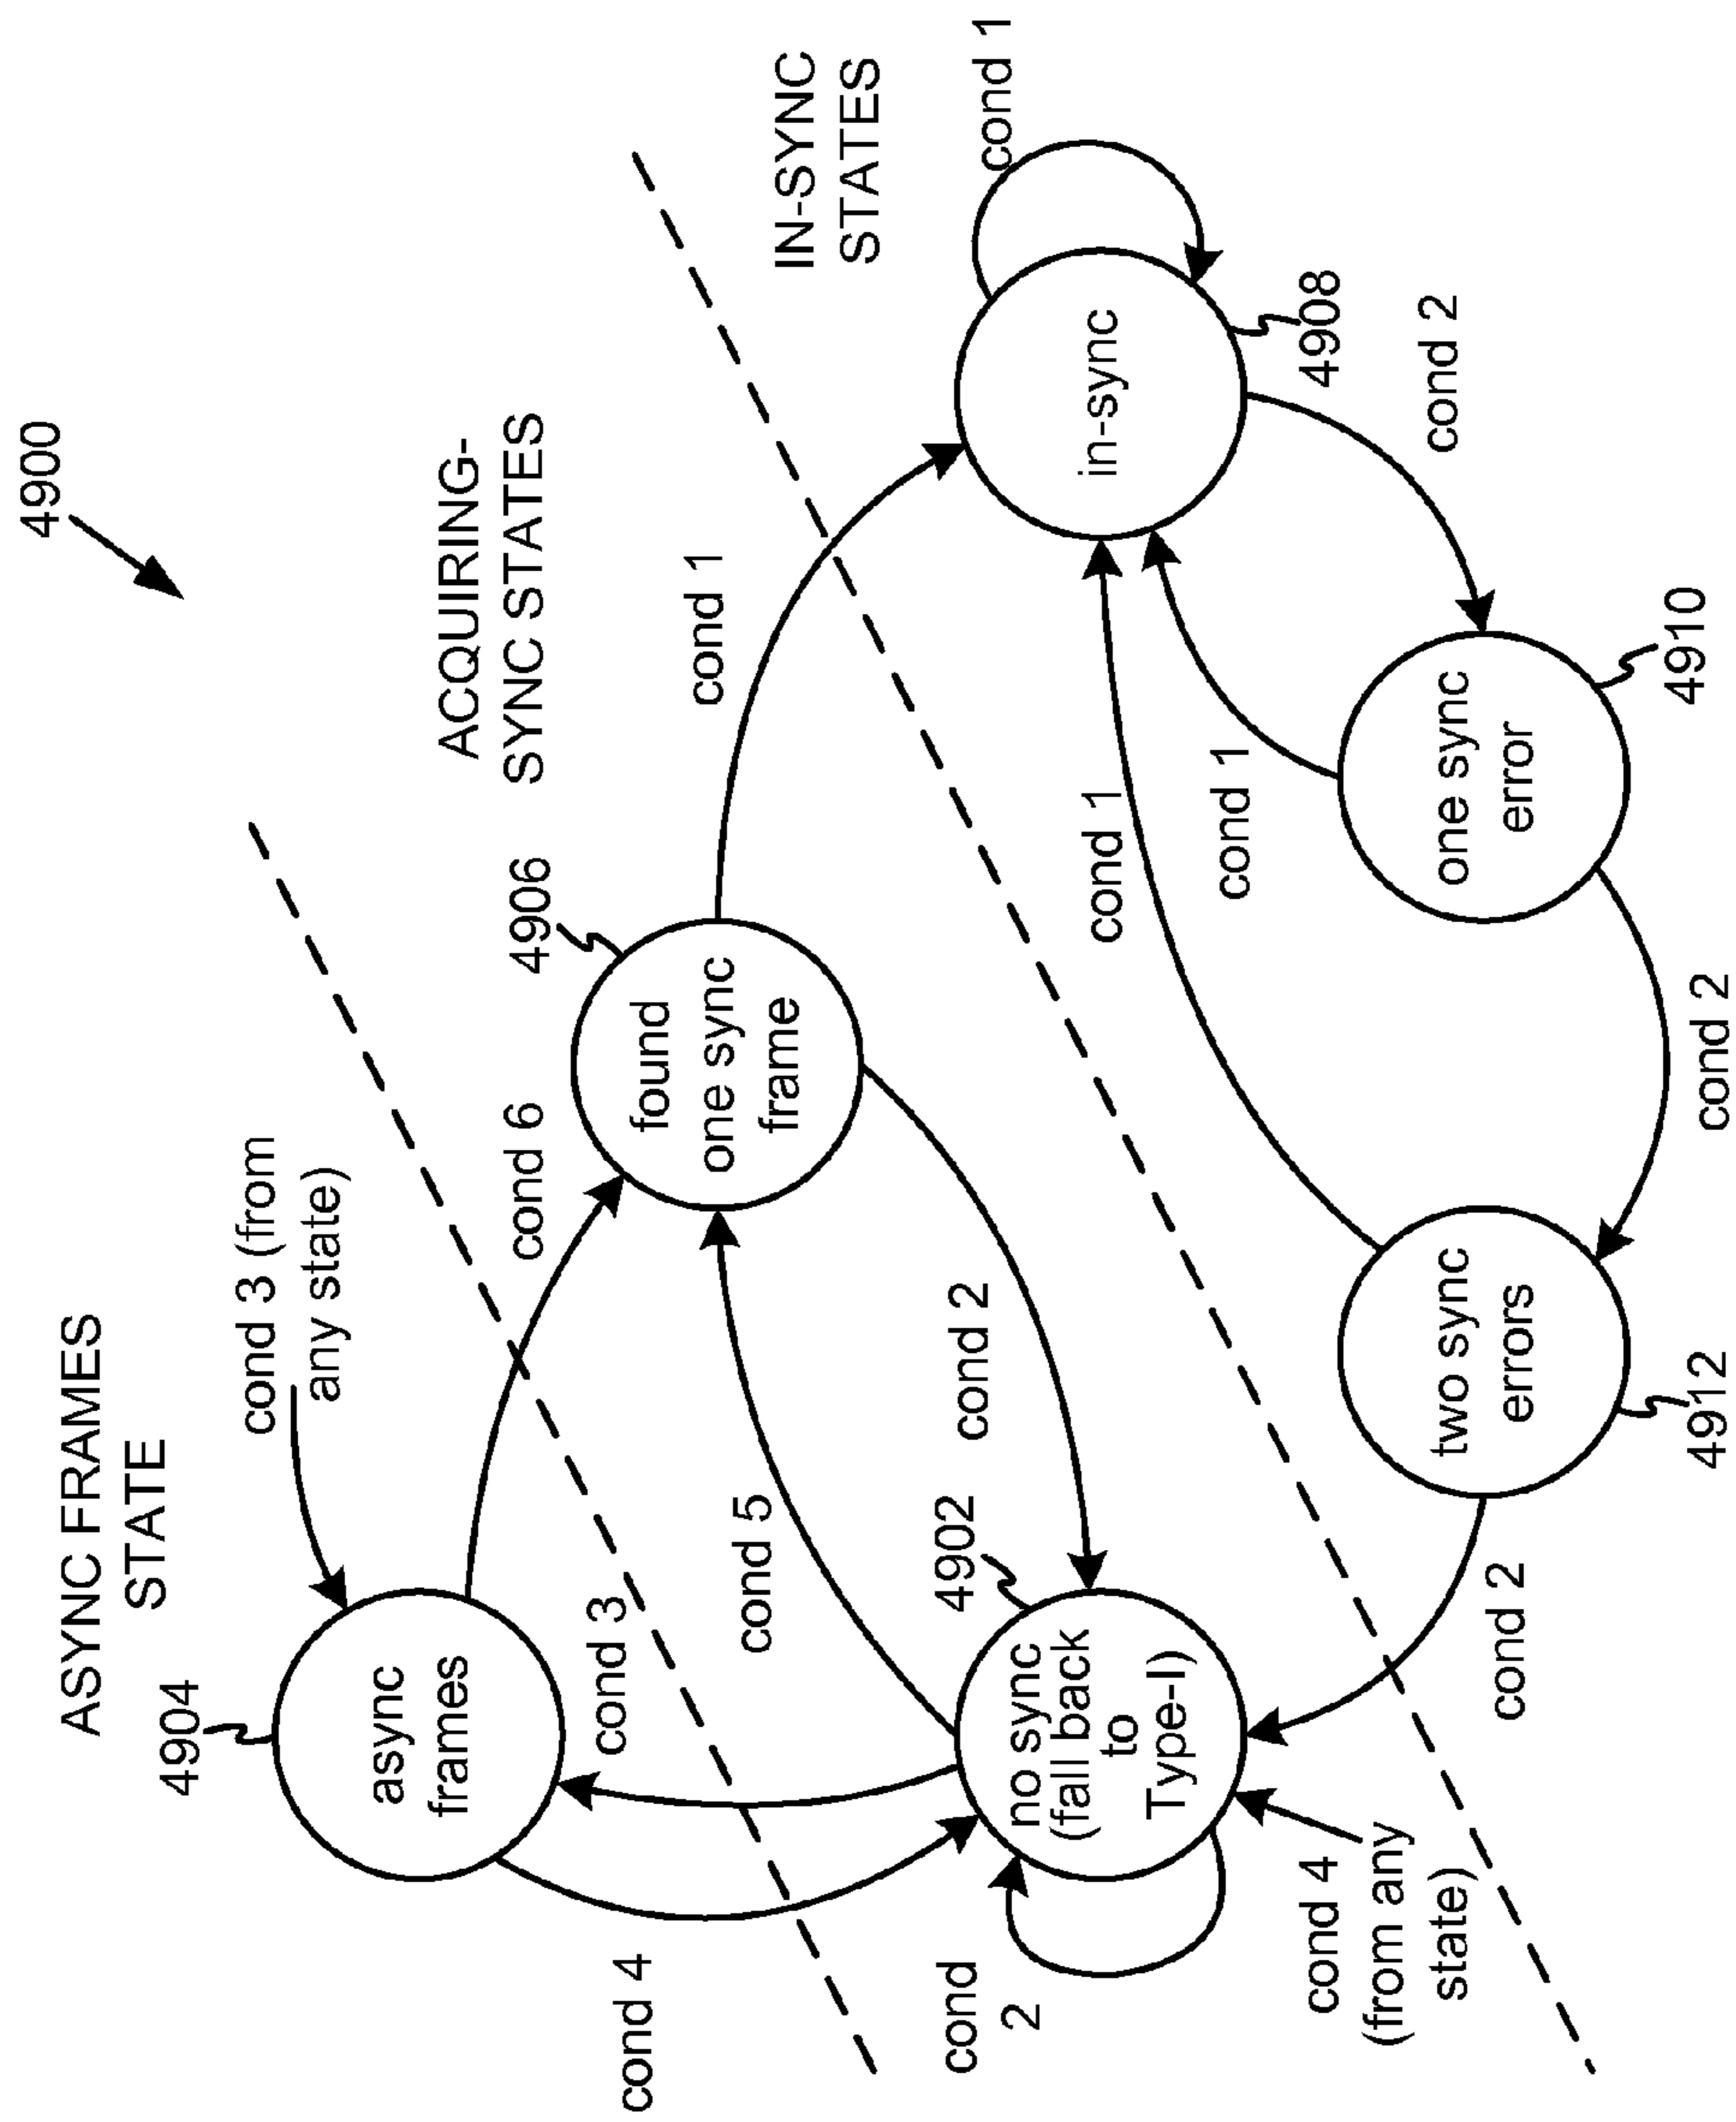 4900
ASYNC FRAMES
STATE
ACQUIRING-
SYNC STATES
IN-SYNC
STATES
4904
async
frames
cond 3 (from
any state)
cond 6
4906
found
one sync
frame
cond 1
cond 3
cond 4
cond 5
cond 2
4902
no sync
(fall back
to
Type-I)
cond
2
cond 4
(from any
state)
in-sync
cond 1
4908
cond 2
cond 1
cond 1
one sync
error
4910
cond 2
two sync
errors
4912
cond 2